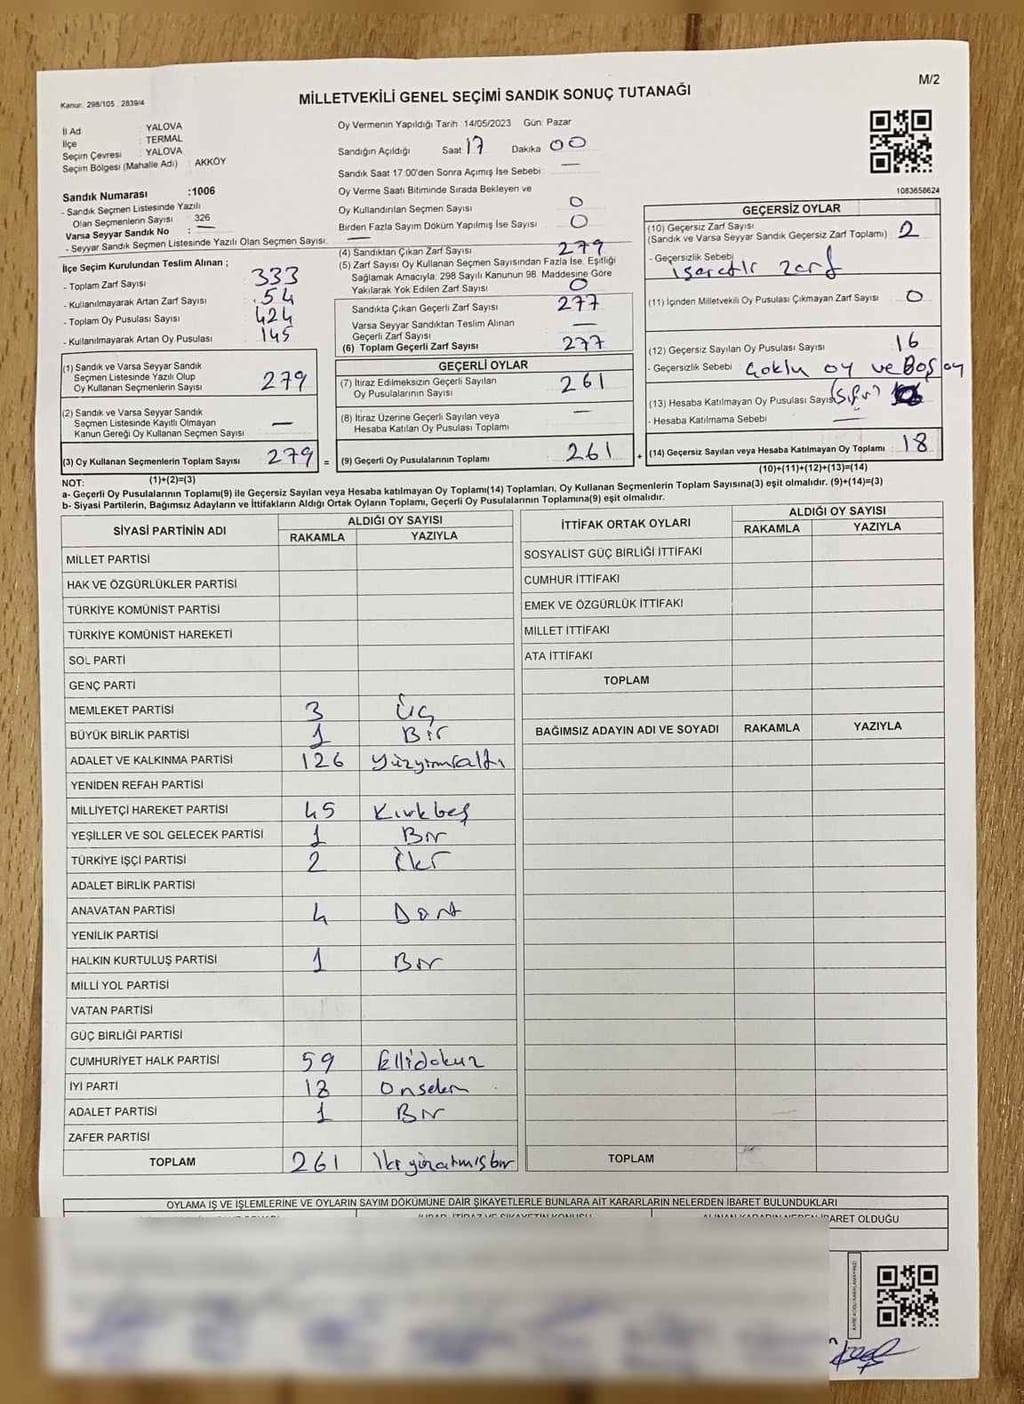 M/2
Kanun: 298/105 , 2839/4
MİLLETVEKİLİ GENEL SEÇİMİ SANDIK SONUÇ TUTANAĞI
İl Ad : YALOVA
İlçe : TERMAL
Seçim Çevresi : YALOVA
Seçim Bölgesi (Mahalle Adı) : AKKÖY
Oy Vermenin Yapıldığı Tarih :14/05/2023 Gün: Pazar
Sandığın Açıldığı Saat 17 Dakika 00
Sandık Saat 17.00'den Sonra Açımış İse Sebebi: —
Sandık Numarası :1006
- Sandık Seçmen Listesinde Yazılı
Olan Seçmenlerin Sayısı : 326
Varsa Seyyar Sandık No : —
- Seyyar Sandık Seçmen Listesinde Yazılı Olan Seçmen Sayısı: —
Oy Verme Saati Bitiminde Sırada Bekleyen ve
Oy Kullandırılan Seçmen Sayısı 0
Birden Fazla Sayım Döküm Yapılmış İse Sayısı : 0
İlçe Seçim Kurulundan Teslim Alınan ;
- Toplam Zarf Sayısı : 333
- Kullanılmayarak Artan Zarf Sayısı : 54
- Toplam Oy Pusulası Sayısı : 424
- Kullanılmayarak Artan Oy Pusulası : 145
(4) Sandıktan Çıkan Zarf Sayısı : 279
(5) Zarf Sayısı Oy Kullanan Seçmen Sayısından Fazla İse, Eşitliği
Sağlamak Amacıyla, 298 Sayılı Kanunun 98. Maddesine Göre
Yakılarak Yok Edilen Zarf Sayısı: 0
Sandıkta Çıkan Geçerli Zarf Sayısı : 277
Varsa Seyyar Sandıktan Teslim Alınan
Geçerli Zarf Sayısı : —
(6) Toplam Geçerli Zarf Sayısı : 277
1083658624
GEÇERSİZ OYLAR
(10) Geçersiz Zarf Sayısı : 2
(Sandık ve Varsa Seyyar Sandık Geçersiz Zarf Toplamı)
- Geçersizlik Sebebi :
işaretli zarf
(11) İçinden Milletvekili Oy Pusulası Çıkmayan Zarf Sayısı : 0
(12) Geçersiz Sayılan Oy Pusulası Sayısı : 16
- Geçersizlik Sebebi : Çoklu oy ve Boş oy
(13) Hesaba Katılmayan Oy Pusulası Sayısı (Sıfır)
- Hesaba Katılmama Sebebi : —
(14) Geçersiz Sayılan veya Hesaba Katılmayan Oy Toplamı : 18
(10)+(11)+(12)+(13)=(14)
(1) Sandık ve Varsa Seyyar Sandık
Seçmen Listesinde Yazılı Olup
Oy Kullanan Seçmenlerin Sayısı : 279
(2) Sandık ve Varsa Seyyar Sandık
Seçmen Listesinde Kayıtlı Olmayan
Kanun Gereği Oy Kullanan Seçmen Sayısı : —
(3) Oy Kullanan Seçmenlerin Toplam Sayısı : 279
=
GEÇERLİ OYLAR
(7) İtiraz Edilmeksizin Geçerli Sayılan
Oy Pusulalarının Sayısı : 261
(8) İtiraz Üzerine Geçerli Sayılan veya
Hesaba Katılan Oy Pusulası Toplamı : —
(9) Geçerli Oy Pusulalarının Toplamı : 261
+
NOT: (1)+(2)=(3)
a- Geçerli Oy Pusulalarının Toplamı(9) ile Geçersiz Sayılan veya Hesaba katılmayan Oy Toplamı(14) Toplamları, Oy Kullanan Seçmenlerin Toplam Sayısına(3) eşit olmalıdır. (9)+(14)=(3)
b- Siyasi Partilerin, Bağımsız Adayların ve İttifakların Aldığı Ortak Oyların Toplamı, Geçerli Oy Pusulalarının Toplamına(9) eşit olmalıdır.
SİYASİ PARTİNİN ADI
ALDIĞI OY SAYISI
RAKAMLA YAZIYLA
MİLLET PARTİSİ
HAK VE ÖZGÜRLÜKLER PARTİSİ
TÜRKİYE KOMÜNİST PARTİSİ
TÜRKİYE KOMÜNİST HAREKETİ
SOL PARTİ
GENÇ PARTİ
MEMLEKET PARTİSİ 3 Üç
BÜYÜK BİRLİK PARTİSİ 1 Bir
ADALET VE KALKINMA PARTİSİ 126 Yüzyirmialtı
YENİDEN REFAH PARTİSİ
MİLLİYETÇİ HAREKET PARTİSİ 45 Kırkbeş
YEŞİLLER VE SOL GELECEK PARTİSİ 1 Bir
TÜRKİYE İŞÇİ PARTİSİ 2 İki
ADALET BİRLİK PARTİSİ
ANAVATAN PARTİSİ 4 Dört
YENİLİK PARTİSİ
HALKIN KURTULUŞ PARTİSİ 1 Bir
MİLLİ YOL PARTİSİ
VATAN PARTİSİ
GÜÇ BİRLİĞİ PARTİSİ
CUMHURİYET HALK PARTİSİ 59 Ellidokuz
İYİ PARTİ 18 Onsekiz
ADALET PARTİSİ 1 Bir
ZAFER PARTİSİ
TOPLAM 261 İkiyüzatmışbir
İTTİFAK ORTAK OYLARI
ALDIĞI OY SAYISI
RAKAMLA YAZIYLA
SOSYALİST GÜÇ BİRLİĞİ İTTİFAKI
CUMHUR İTTİFAKI
EMEK VE ÖZGÜRLÜK İTTİFAKI
MİLLET İTTİFAKI
ATA İTTİFAKI
TOPLAM
BAĞIMSIZ ADAYIN ADI VE SOYADI RAKAMLA YAZIYLA
TOPLAM
OYLAMA İŞ VE İŞLEMLERİNE VE OYLARIN SAYIM DÖKÜMÜNE DAİR ŞİKAYETLERLE BUNLARA AİT KARARLARIN NELERDEN İBARET BULUNDUKLARI
İBARET OLDUĞU